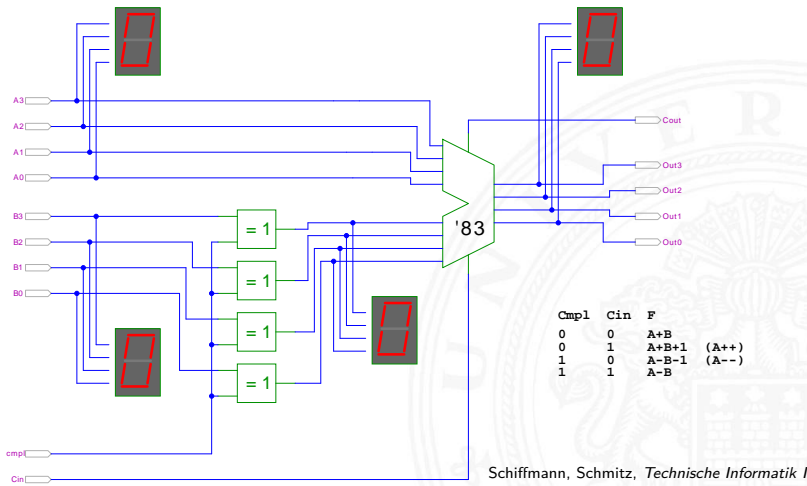 A3
A2
A1
A0
B3
B2
B1
B0
cmpl
Cin
= 1
= 1
= 1
= 1
'83
Cout
Out3
Out2
Out1
Out0
Cmpl Cin F
0 0 A+B
0 1 A+B+1 (A++)
1 0 A-B-1 (A--)
1 1 A-B
Schiffmann, Schmitz, Technische Informatik I